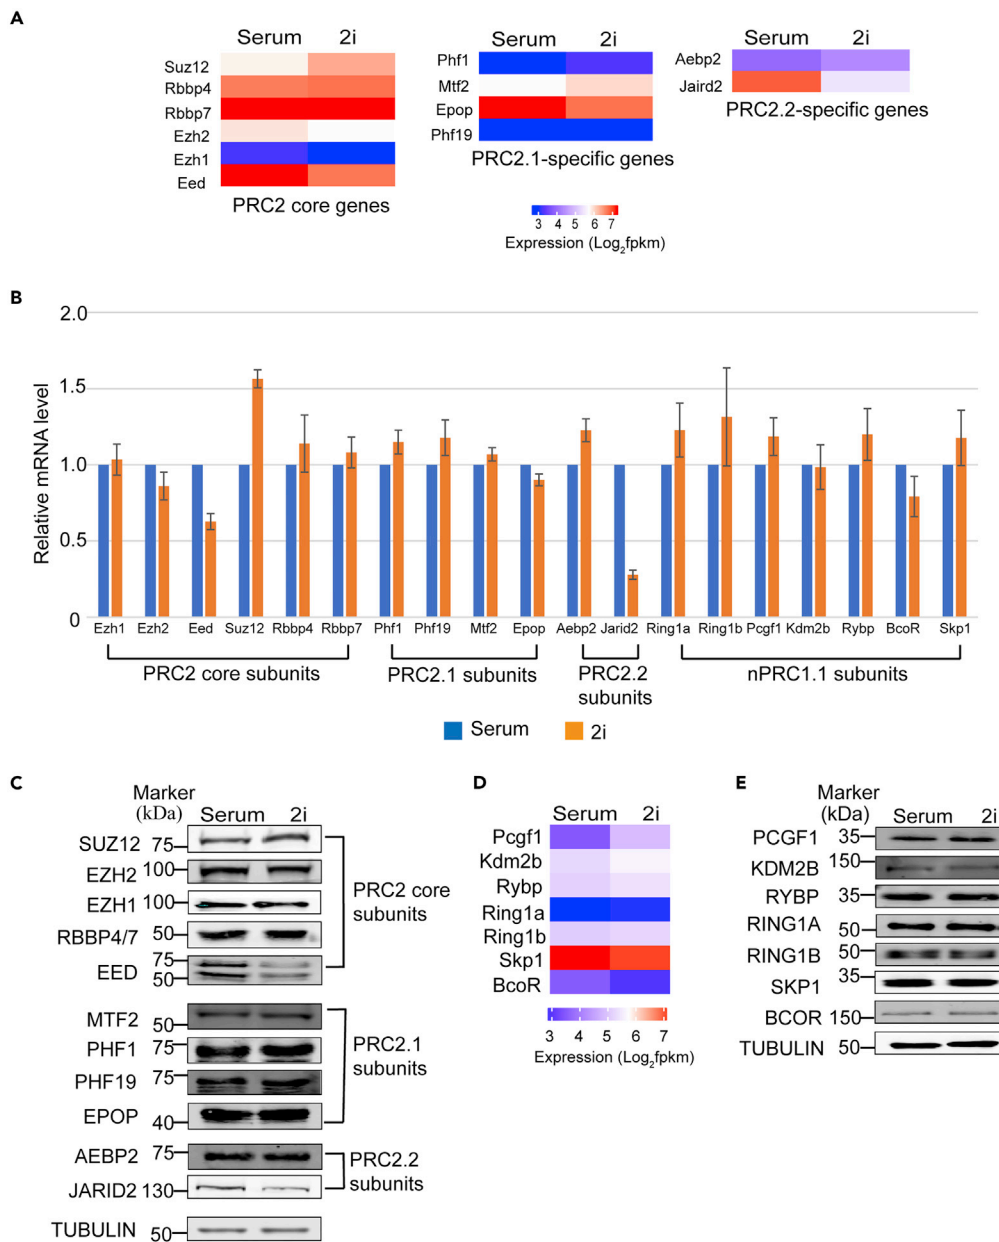 A
Serum 2i
Suz12
Rbbp4
Rbbp7
Ezh2
Ezh1
Eed
PRC2 core genes
Serum 2i
Phf1
Mtf2
Epop
Phf19
PRC2.1-specific genes
Serum 2i
Aebp2
Jaird2
PRC2.2-specific genes
3 4 5 6 7
Expression (Log2fpkm)
B
Relative mRNA level
2.0
1.5
1.0
0.5
0
Ezh1 Ezh2 Eed Suz12 Rbbp4 Rbbp7 Phf1 Phf19 Mtf2 Epop Aebp2 Jarid2 Ring1a Ring1b Pcgf1 Kdm2b Rybp BcoR Skp1
PRC2 core subunits
PRC2.1 subunits
PRC2.2
subunits
nPRC1.1 subunits
Serum 2i
C
Marker
(kDa)
Serum 2i
SUZ12 75
EZH2 100
EZH1 100
RBBP4/7 50
EED 75
50
PRC2 core
subunits
MTF2 50
PHF1 75
PHF19 75
EPOP 40
PRC2.1
subunits
AEBP2 75
JARID2 130
PRC2.2
subunits
TUBULIN 50
D
Serum 2i
Pcgf1
Kdm2b
Rybp
Ring1a
Ring1b
Skp1
BcoR
3 4 5 6 7
Expression (Log2fpkm)
E
Marker
(kDa)
Serum 2i
PCGF1 35
KDM2B 150
RYBP 35
RING1A 50
RING1B 50
SKP1 35
BCOR 150
TUBULIN 50